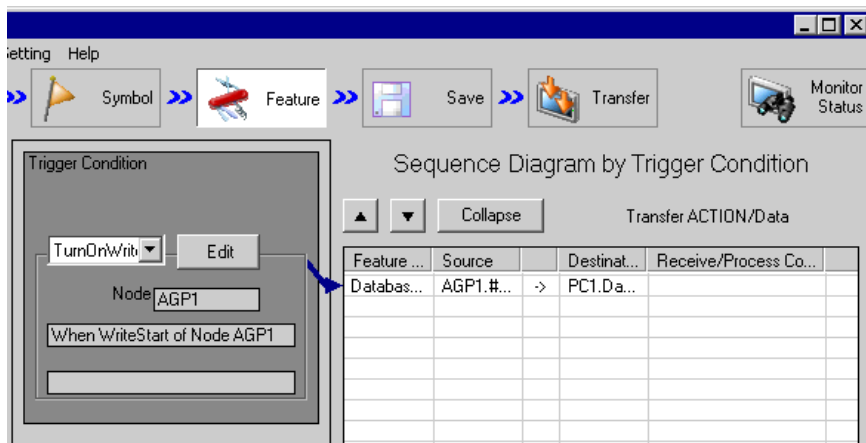 Setting Help
Symbol
Feature
Save
Transfer
Monitor
Status
Trigger Condition
TurnOnWrit
Edit
Node AGP1
When WriteStart of Node AGP1
Sequence Diagram by Trigger Condition
Collapse
Transfer ACTION/Data
Feature ... Source Destinat... Receive/Process Co...
Databas... AGP1.#... -> PC1.Da...